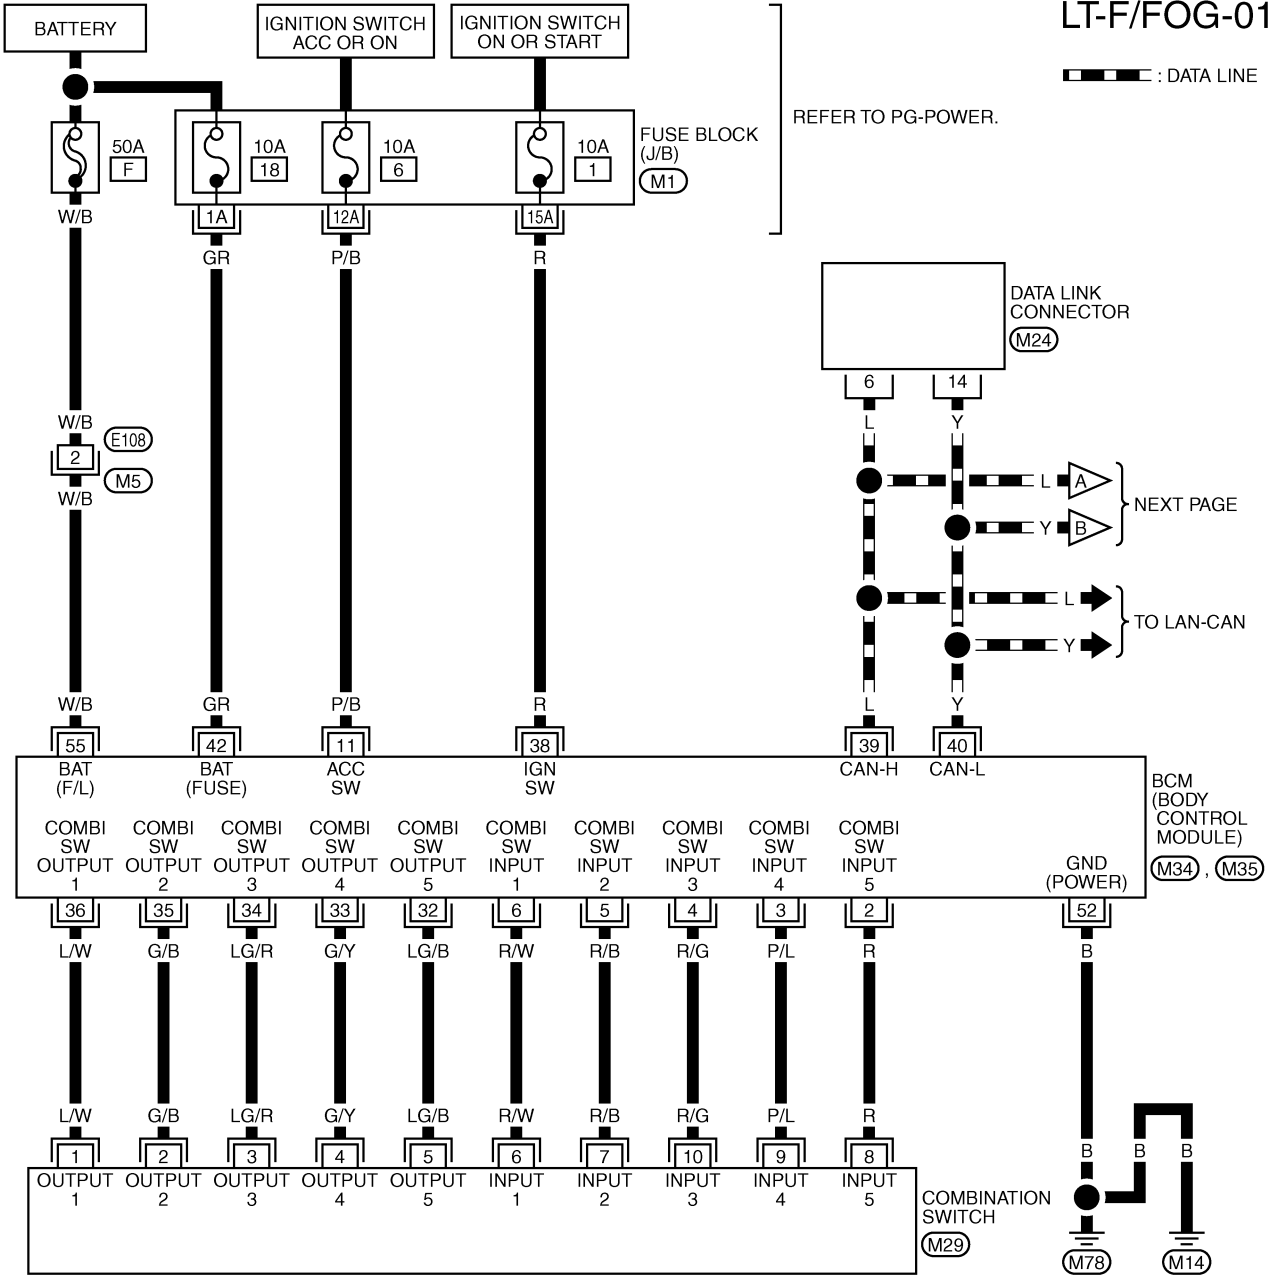 LT-F/FOG-01
BATTERY
IGNITION SWITCH
ACC OR ON
IGNITION SWITCH
ON OR START
: DATA LINE
REFER TO PG-POWER.
50A
F
10A
18
10A
6
10A
1
FUSE BLOCK
(J/B)
M1
W/B
1A
12A
15A
GR
P/B
R
DATA LINK
CONNECTOR
M24
6
14
L
Y
W/B
E108
2
M5
W/B
L
A
Y
B
NEXT PAGE
L
Y
TO LAN-CAN
W/B
GR
P/B
R
L
Y
55
42
11
38
39
40
BAT
(F/L)
BAT
(FUSE)
ACC
SW
IGN
SW
CAN-H
CAN-L
BCM
(BODY
CONTROL
MODULE)
M34 , M35
COMBI
SW
OUTPUT
1
COMBI
SW
OUTPUT
2
COMBI
SW
OUTPUT
3
COMBI
SW
OUTPUT
4
COMBI
SW
OUTPUT
5
COMBI
SW
INPUT
1
COMBI
SW
INPUT
2
COMBI
SW
INPUT
3
COMBI
SW
INPUT
4
COMBI
SW
INPUT
5
GND
(POWER)
36
35
34
33
32
6
5
4
3
2
52
L/W
G/B
LG/R
G/Y
LG/B
R/W
R/B
R/G
P/L
R
B
L/W
G/B
LG/R
G/Y
LG/B
R/W
R/B
R/G
P/L
R
B
B
B
1
2
3
4
5
6
7
10
9
8
OUTPUT
1
OUTPUT
2
OUTPUT
3
OUTPUT
4
OUTPUT
5
INPUT
1
INPUT
2
INPUT
3
INPUT
4
INPUT
5
COMBINATION
SWITCH
M29
M78
M14